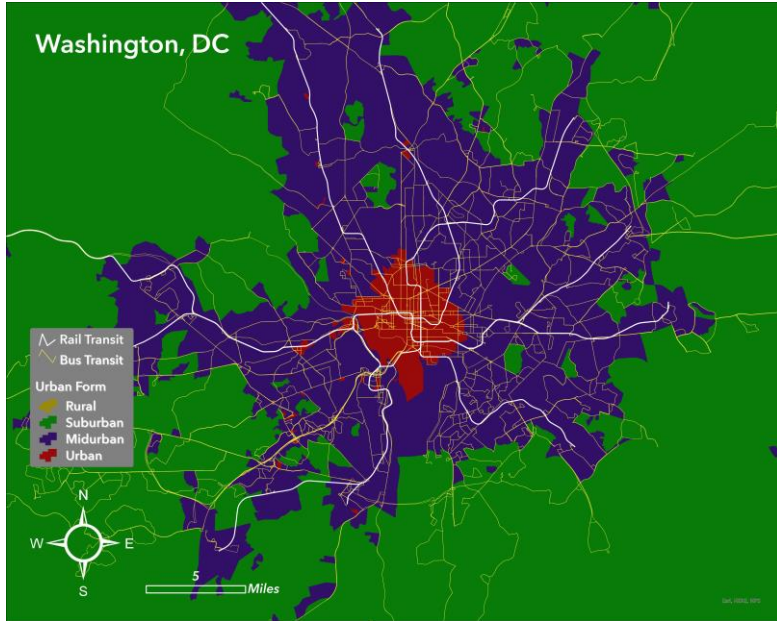 Washington, DC
Rail Transit
Bus Transit
Urban Form
Rural
Suburban
Midurban
Urban
N
W
E
S
5
Miles